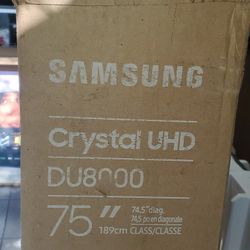 SAMSUNG
Crystal UHD
DU8000
75"
74.5" diag.
74,5 po en diagonale
189cm CLASS/CLASSE